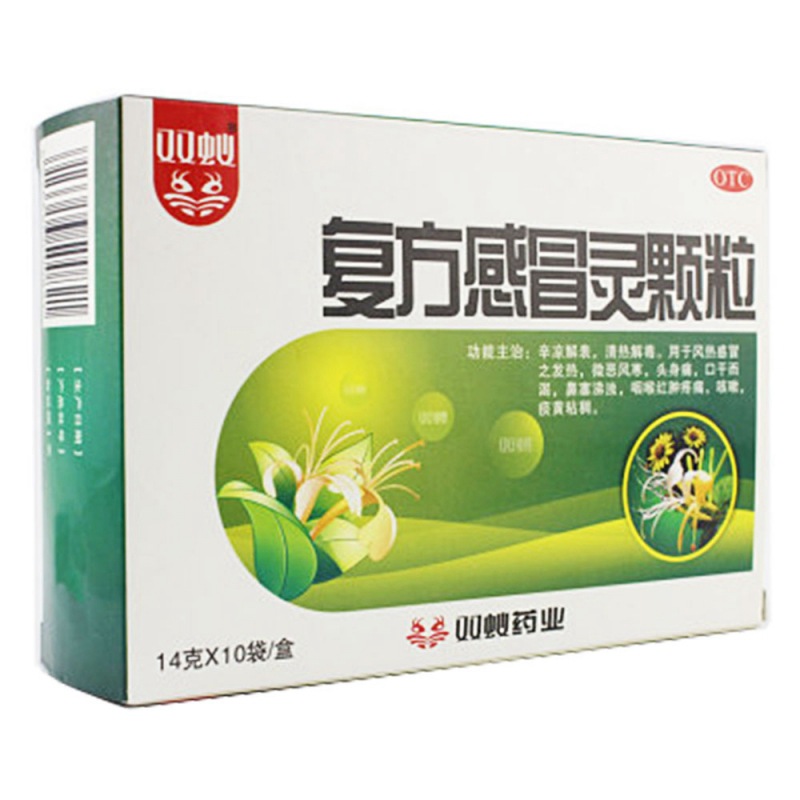 双蚁
OTC
复方感冒灵颗粒
功能主治：辛凉解表，清热解毒。用于风热感冒
之发热，微恶风寒，头身痛，口干而
渴，鼻塞涕浊，咽喉红肿疼痛，咳嗽，
痰黄粘稠。
双蚁药业
14克X10袋/盒